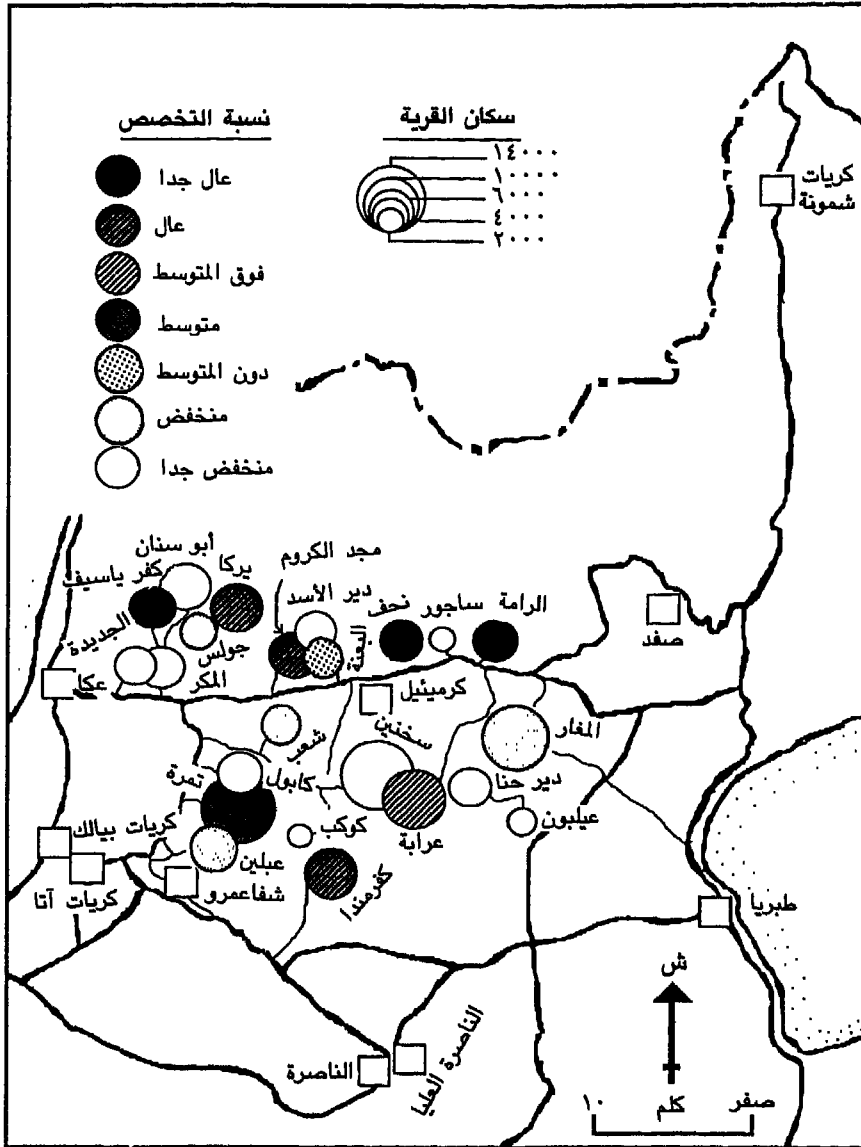 نسبة التخصص
عال جدا
عال
فوق المتوسط
متوسط
دون المتوسط
منخفض
منخفض جدا
سكان القرية
١٤٠٠٠
١٠٠٠٠
٦٠٠٠
٤٠٠٠
٢٠٠٠
كريات
شمونة
أبو سنان
كفر ياسيف
يركا
مجد الكروم
دير الأسد
نحف
ساجور
الرامة
صفد
الجديدة
جولس
البعنة
المكر
عكا
كرميئيل
سخنين
المغار
شعب
كابول
تمرة
دير حنا
عيلبون
كوكب
عرابة
كريات بيالك
عبلين
كفرمندا
شفاعمرو
كريات آتا
طبريا
ش
الناصرة
الناصرة العليا
صفر
كلم
١٠